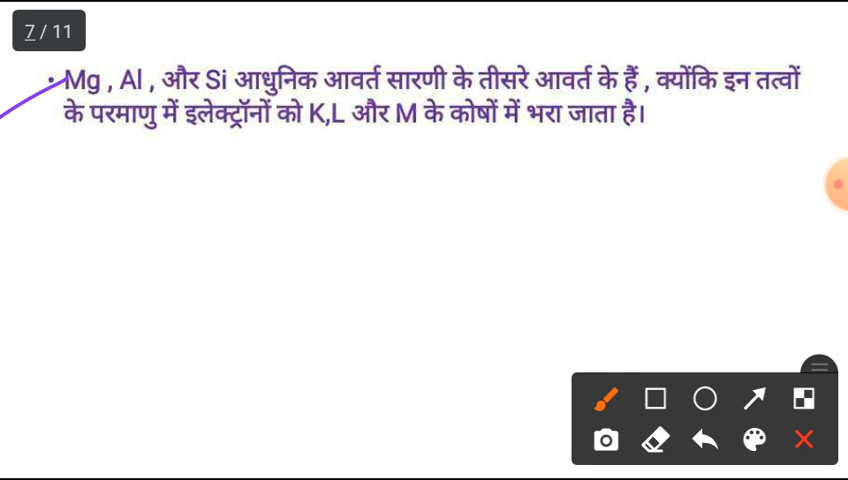 7 / 11
• Mg , Al , और Si आधुनिक आवर्त सारणी के तीसरे आवर्त के हैं , क्योंकि इन तत्वों
के परमाणु में इलेक्ट्रॉनों को K,L और M के कोषों में भरा जाता है।